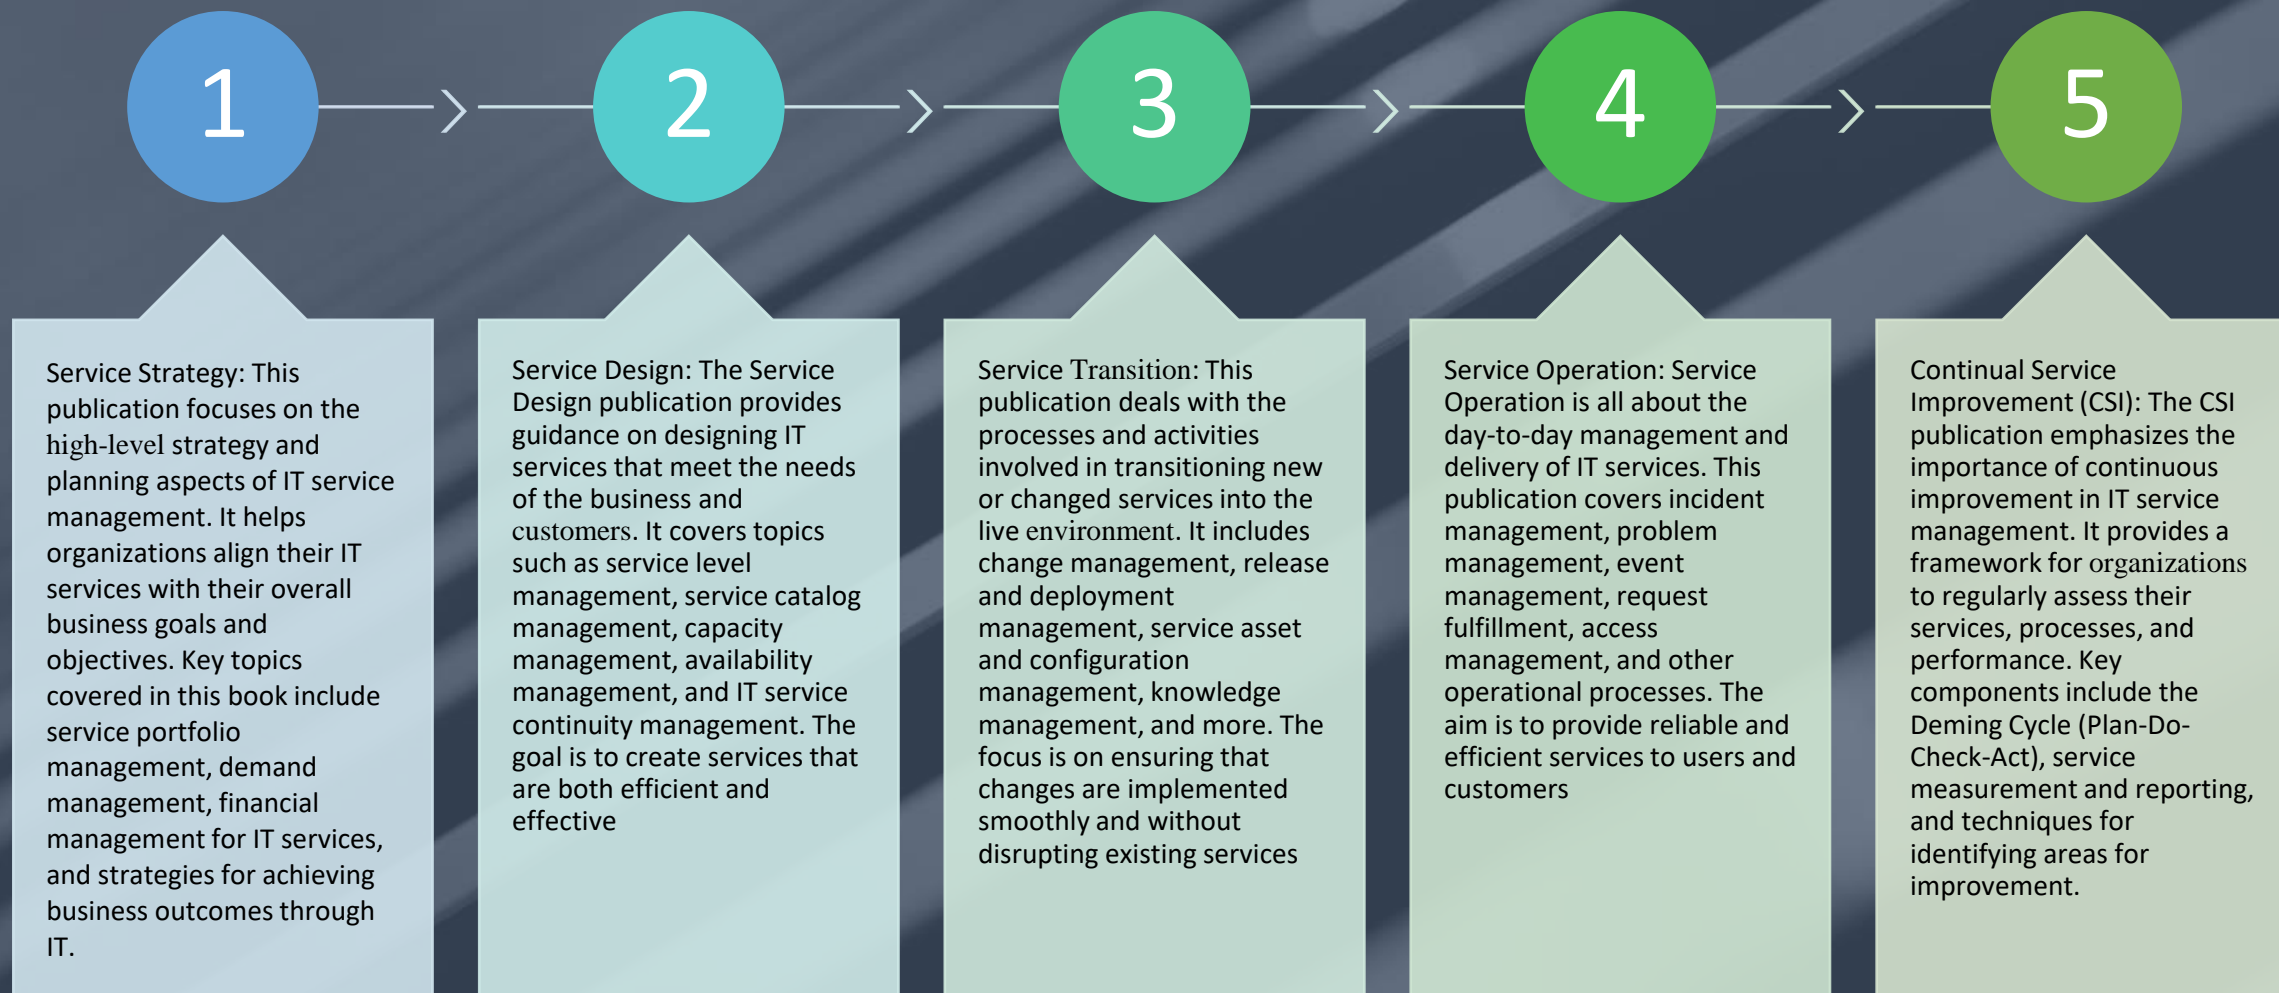 1
2
3
4
5
Service Strategy: This
publication focuses on the
high-level strategy and
planning aspects of IT service
management. It helps
organizations align their IT
services with their overall
business goals and
objectives. Key topics
covered in this book include
service portfolio
management, demand
management, financial
management for IT services,
and strategies for achieving
business outcomes through
IT.
Service Design: The Service
Design publication provides
guidance on designing IT
services that meet the needs
of the business and
customers. It covers topics
such as service level
management, service catalog
management, capacity
management, availability
management, and IT service
continuity management. The
goal is to create services that
are both efficient and
effective
Service Transition: This
publication deals with the
processes and activities
involved in transitioning new
or changed services into the
live environment. It includes
change management, release
and deployment
management, service asset
and configuration
management, knowledge
management, and more. The
focus is on ensuring that
changes are implemented
smoothly and without
disrupting existing services
Service Operation: Service
Operation is all about the
day-to-day management and
delivery of IT services. This
publication covers incident
management, problem
management, event
management, request
fulfillment, access
management, and other
operational processes. The
aim is to provide reliable and
efficient services to users and
customers
Continual Service
Improvement (CSI): The CSI
publication emphasizes the
importance of continuous
improvement in IT service
management. It provides a
framework for organizations
to regularly assess their
services, processes, and
performance. Key
components include the
Deming Cycle (Plan-Do-
Check-Act), service
measurement and reporting,
and techniques for
identifying areas for
improvement.